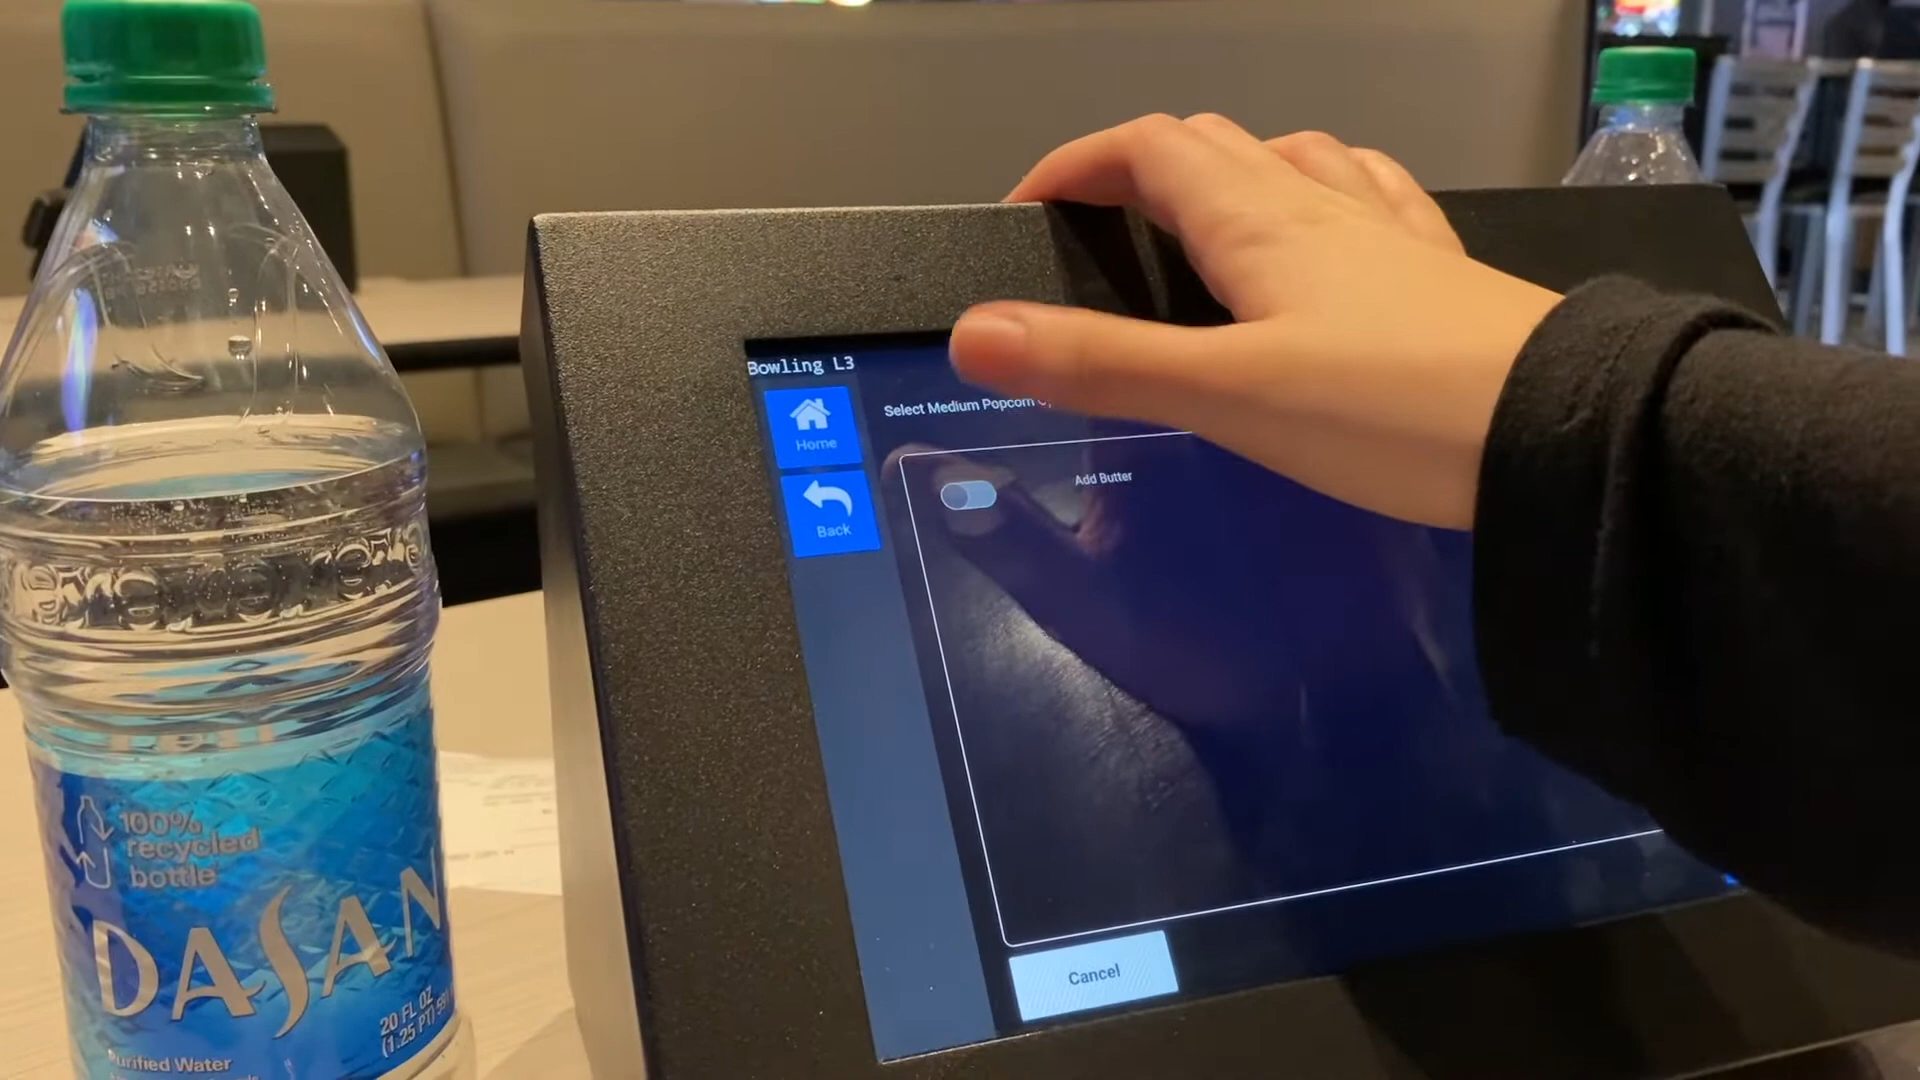 Bowling L3
Home
Back
Select Medium Popcorn
Add Butter
Cancel
100%
recycled
bottle
DASAN
20 FL OZ
(1.25 PT)
Purified Water